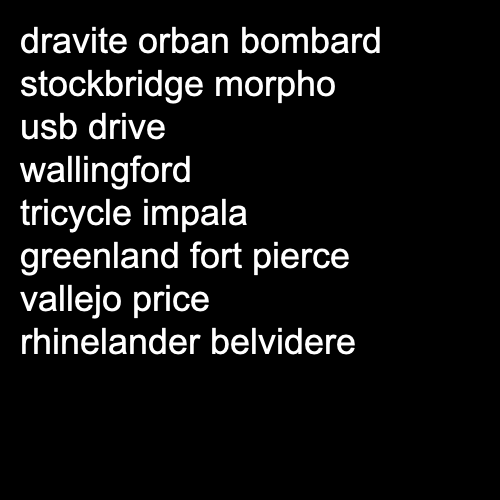 dravite orban bombard
stockbridge morpho
usb drive
wallingford
tricycle impala
greenland fort pierce
vallejo price
rhinelander belvidere